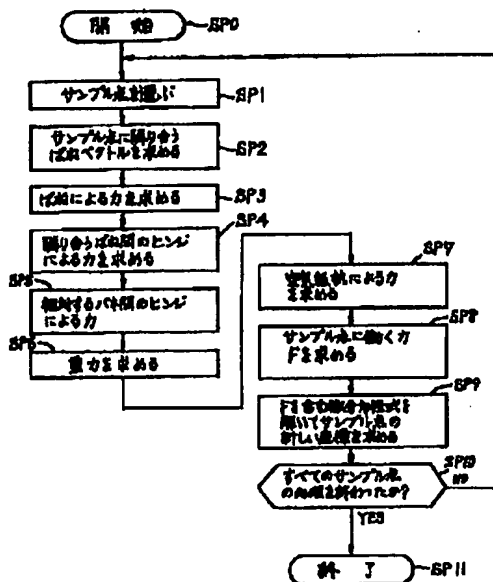 開 始
SP0
サンプル点を選ぶ
SP1
サンプル点に隣り合う
ばねベクトルを求める
SP2
ばねによる力を求める
SP3
隣り合うばね間のヒンジ
による力を求める
SP4
相対するバネ間のヒンジ
による力
SP5
重力を求める
SP6
空気抵抗による力
を求める
SP7
サンプル点に働く力
Fを求める
SP8
Fを含む微分方程式を
解いてサンプル点の
新しい座標を求める
SP9
すべてのサンプル点
の処理を終わったか?
SP10
NO
YES
終 了
SP11